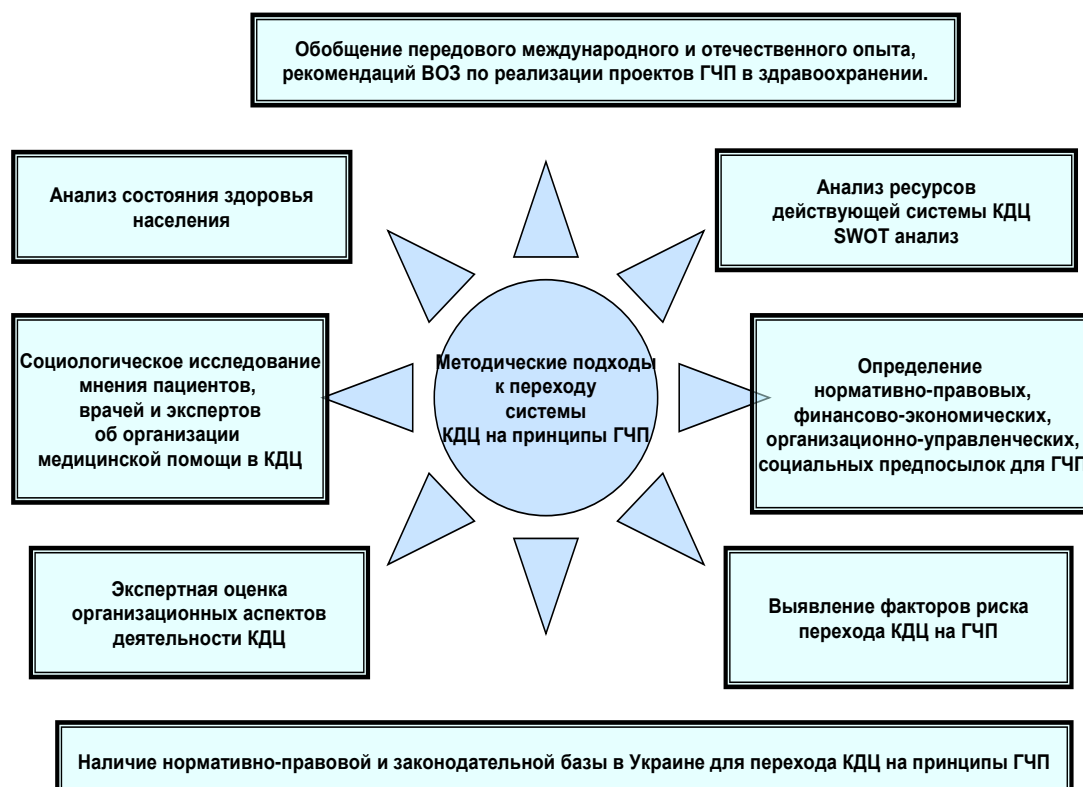 Обобщение передового международного и отечественного опыта,
рекомендаций ВОЗ по реализации проектов ГЧП в здравоохранении.
Анализ состояния здоровья
населения
Анализ ресурсов
действующей системы КДЦ
SWOT анализ
Социологическое исследование
мнения пациентов,
врачей и экспертов
об организации
медицинской помощи в КДЦ
Методические подходы
к переходу
системы
КДЦ на принципы ГЧП
Определение
нормативно-правовых,
финансово-экономических,
организационно-управленческих,
социальных предпосылок для ГЧП
Экспертная оценка
организационных аспектов
деятельности КДЦ
Выявление факторов риска
перехода КДЦ на ГЧП
Наличие нормативно-правовой и законодательной базы в Украине для перехода КДЦ на принципы ГЧП